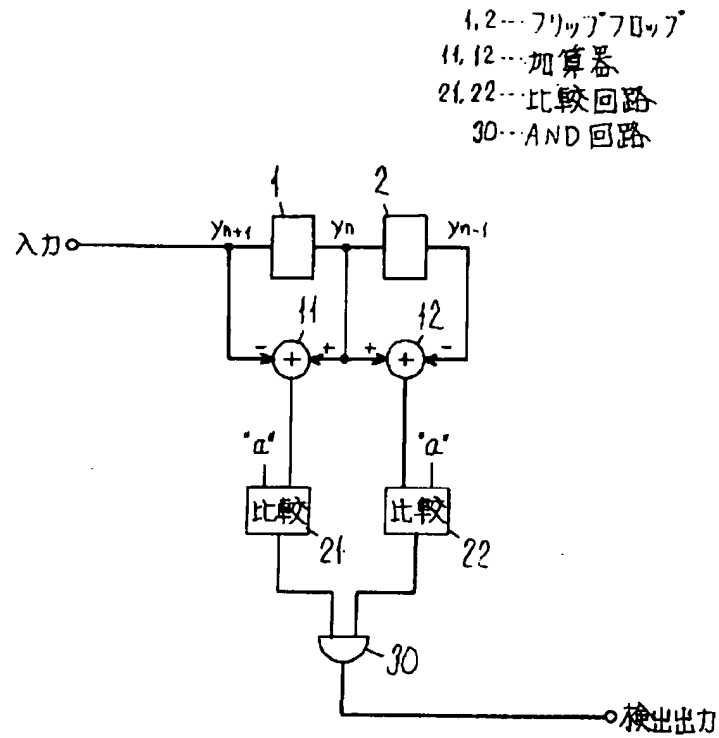 1,2…フリップフロップ
11,12…加算器
21,22…比較回路
30…AND回路
1
2
入力
yn+1
yn
yn-1
11
12
− + + −
+ +
"a" "a"
比較 比較
21 22
30
検出出力